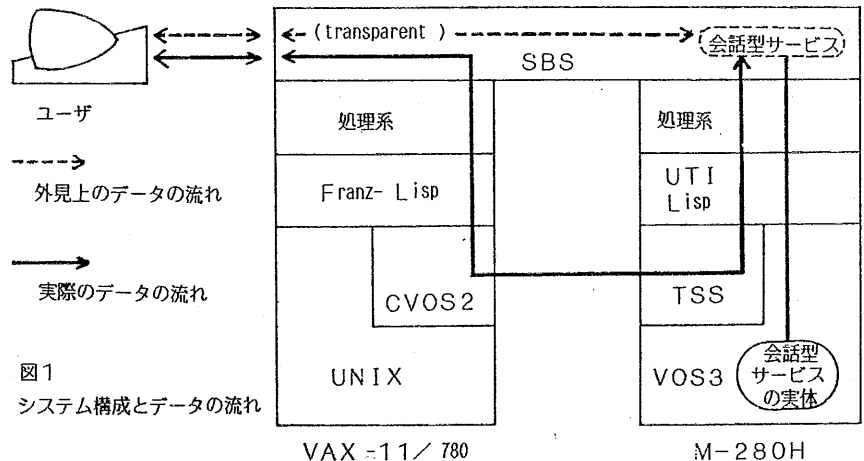 (transparent )
会話型サービス
SBS
ユーザ
処理系
処理系
外見上のデータの流れ
Franz- Lisp
UTI
Lisp
実際のデータの流れ
CVOS2
TSS
図1
システム構成とデータの流れ
UNIX
VOS3
会話型
サービス
の実体
VAX -11/ 780
M-280H